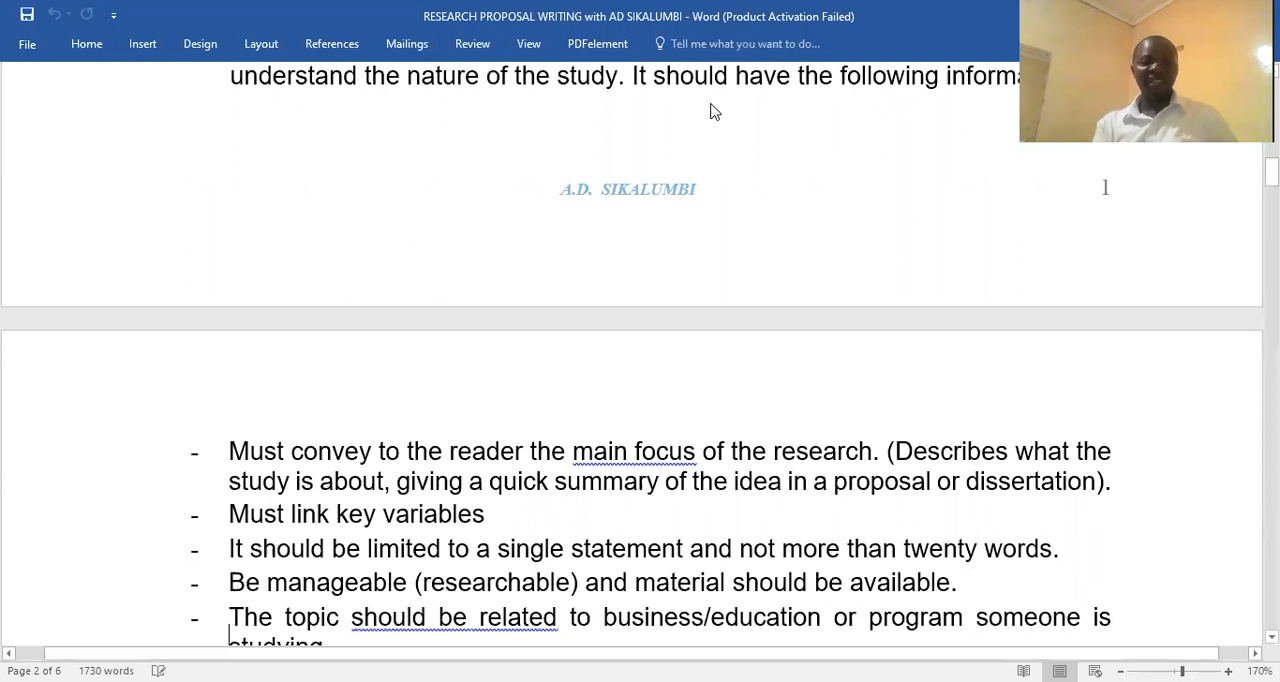 RESEARCH PROPOSAL WRITING with AD SIKALUMBI - Word (Product Activation Failed)
File Home Insert Design Layout References Mailings Review View PDFelement Tell me what you want to do...
understand the nature of the study. It should have the following
A.D. SIKALUMBI 1
- Must convey to the reader the main focus of the research. (Describes what the
study is about, giving a quick summary of the idea in a proposal or dissertation).
- Must link key variables
- It should be limited to a single statement and not more than twenty words.
- Be manageable (researchable) and material should be available.
- The topic should be related to business/education or program someone is
studying
Page 2 of 6 1730 words 170%